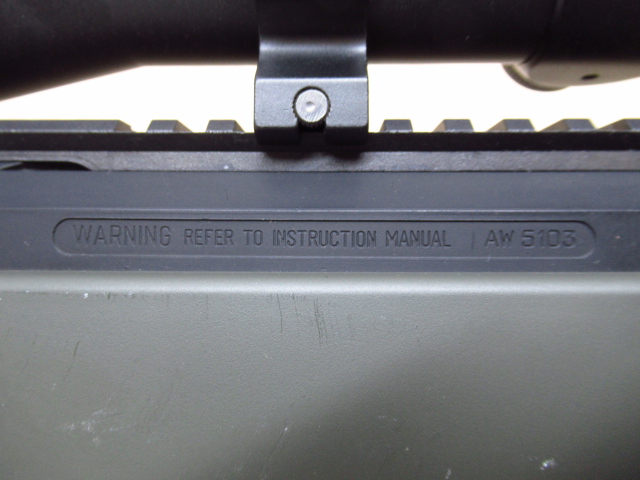 WARNING REFER TO INSTRUCTION MANUAL | AW 5103